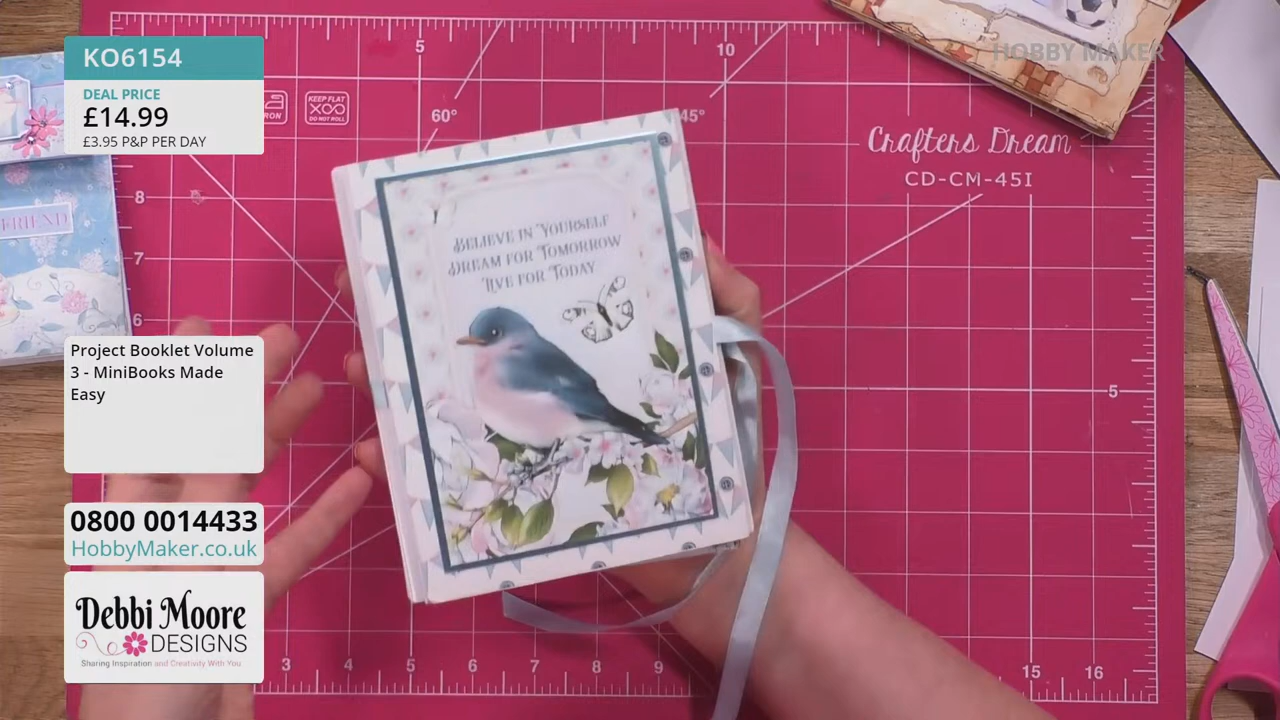 KO6154
DEAL PRICE
£14.99
£3.95 P&P PER DAY
Project Booklet Volume
3 - MiniBooks Made
Easy
0800 0014433
HobbyMaker.co.uk
Debbi Moore
DESIGNS
Sharing Inspiration and Creativity With You
HOBBY MAKER
Crafters Dream
CD-CM-45I
BELIEVE IN YOURSELF
DREAM FOR TOMORROW
LIVE FOR TODAY
FRIEND
KEEP FLAT
DO NOT ROLL
60°
45°
5
10
8
7
6
5
3
4
5
6
7
8
9
15
16